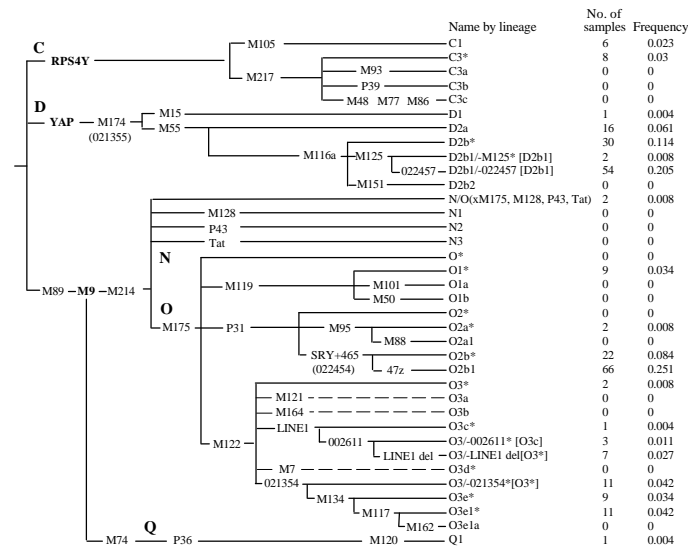 No. of
Name by lineage samples Frequency
C M105 C1 6 0.023
RPS4Y C3* 8 0.03
M217 M93 C3a 0 0
P39 C3b 0 0
M48 M77 M86 C3c 0 0
D M15 D1 1 0.004
YAP M174 M55 D2a 16 0.061
(021355) D2b* 30 0.114
M116a M125 D2b1/-M125* [D2b1] 2 0.008
022457 D2b1/-022457 [D2b1] 54 0.205
M151 D2b2 0 0
N/O(xM175, M128, P43, Tat) 2 0.008
M128 N1 0 0
P43 N2 0 0
Tat N3 0 0
N O* 0 0
O1* 9 0.034
M89 M9 M214 M119 M101 O1a 0 0
M50 O1b 0 0
O O2* 0 0
M175 P31 M95 O2a* 2 0.008
M88 O2a1 0 0
SRY+465 O2b* 22 0.084
(022454) 47z O2b1 66 0.251
O3* 2 0.008
M121 O3a 0 0
M164 O3b 0 0
LINE1 O3c* 1 0.004
M122 002611 O3/-002611* [O3c] 3 0.011
LINE1 del O3/-LINE1 del[O3*] 7 0.027
M7 O3d* 0 0
021354 O3/-021354*[O3*] 11 0.042
M134 O3e* 9 0.034
M117 O3e1* 11 0.042
M162 O3e1a 0 0
Q
M74 P36 M120 Q1 1 0.004